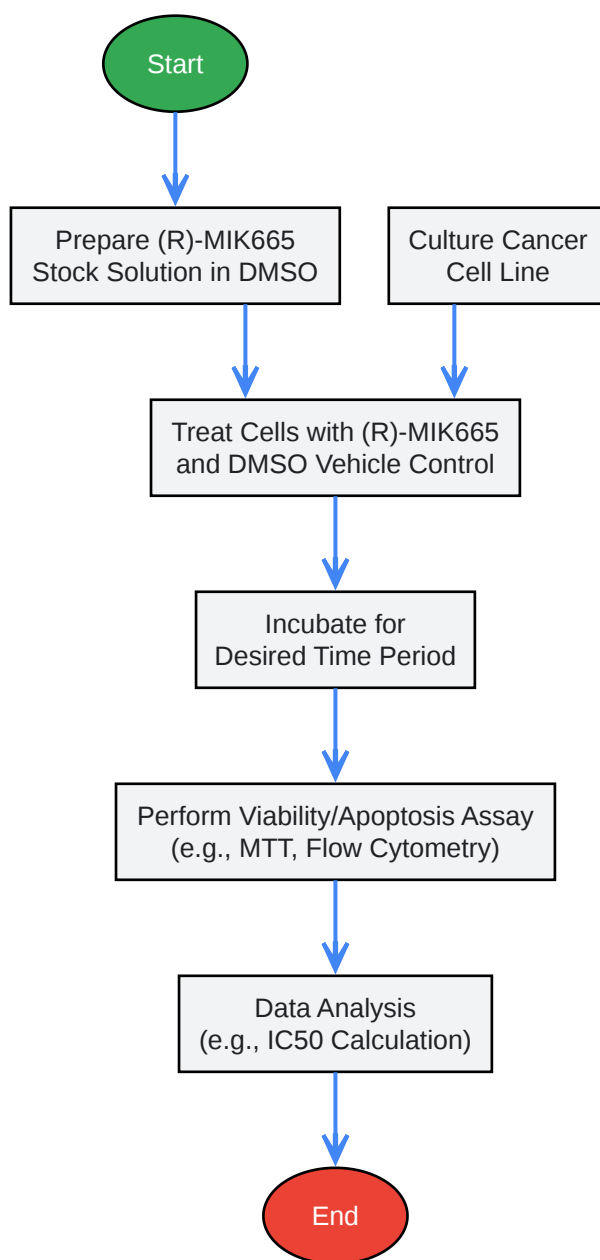 Start
Prepare (R)-MIK665
Stock Solution in DMSO
Culture Cancer
Cell Line
Treat Cells with (R)-MIK665
and DMSO Vehicle Control
Incubate for
Desired Time Period
Perform Viability/Apoptosis Assay
(e.g., MTT, Flow Cytometry)
Data Analysis
(e.g., IC50 Calculation)
End